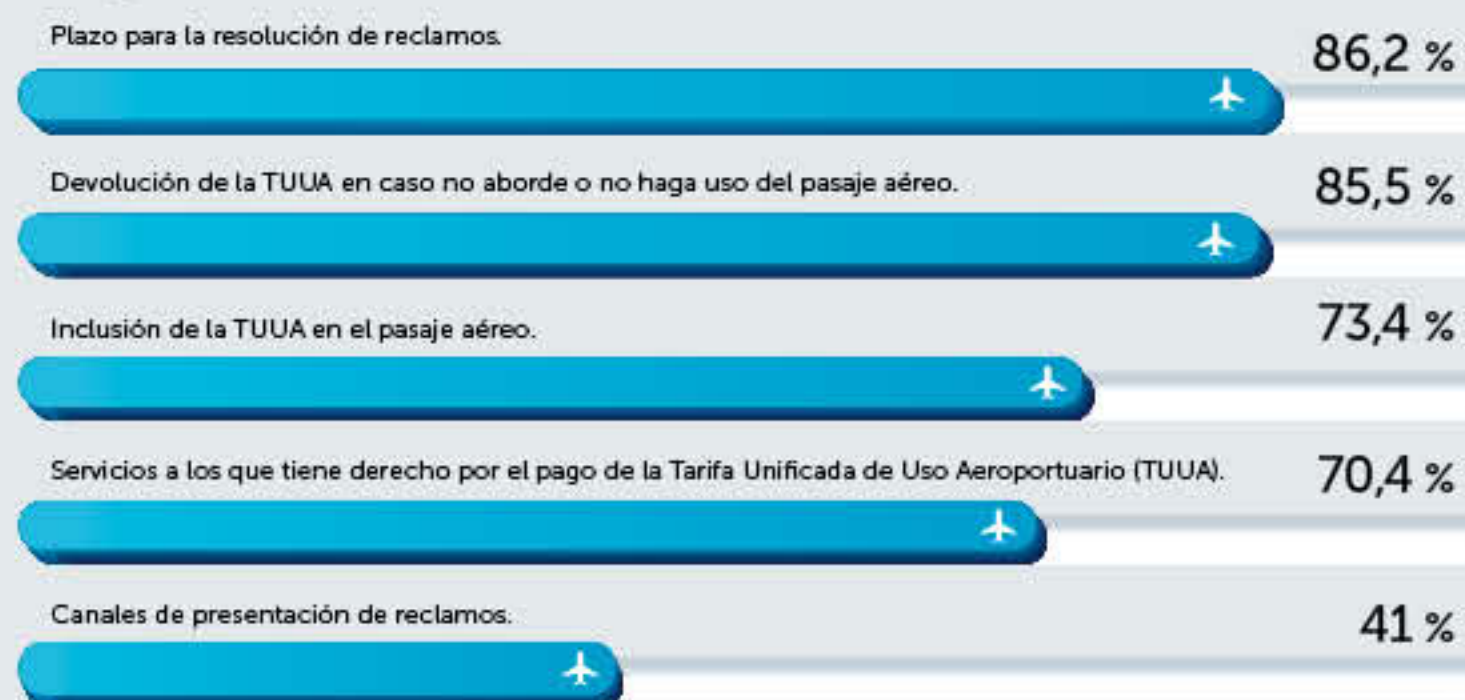 Plazo para la resolución de reclamos.
86,2 %
Devolución de la TUUA en caso no aborde o no haga uso del pasaje aéreo.
85,5 %
Inclusión de la TUUA en el pasaje aéreo.
73,4 %
Servicios a los que tiene derecho por el pago de la Tarifa Unificada de Uso Aeroportuario (TUUA).
70,4 %
Canales de presentación de reclamos.
41 %